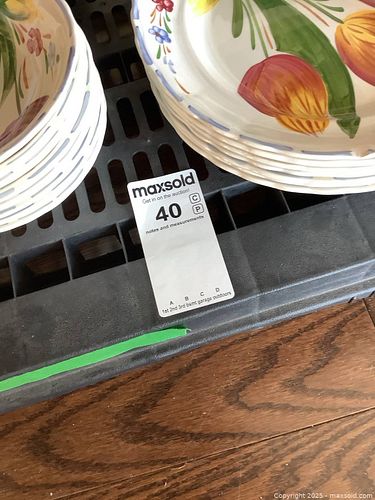 maxsold
Get in on the auction!
40 C
P
notes and measurements
A B C D
1st 2nd 3rd bsmt garage outdoors
Copyright © 2025 - maxsold.com